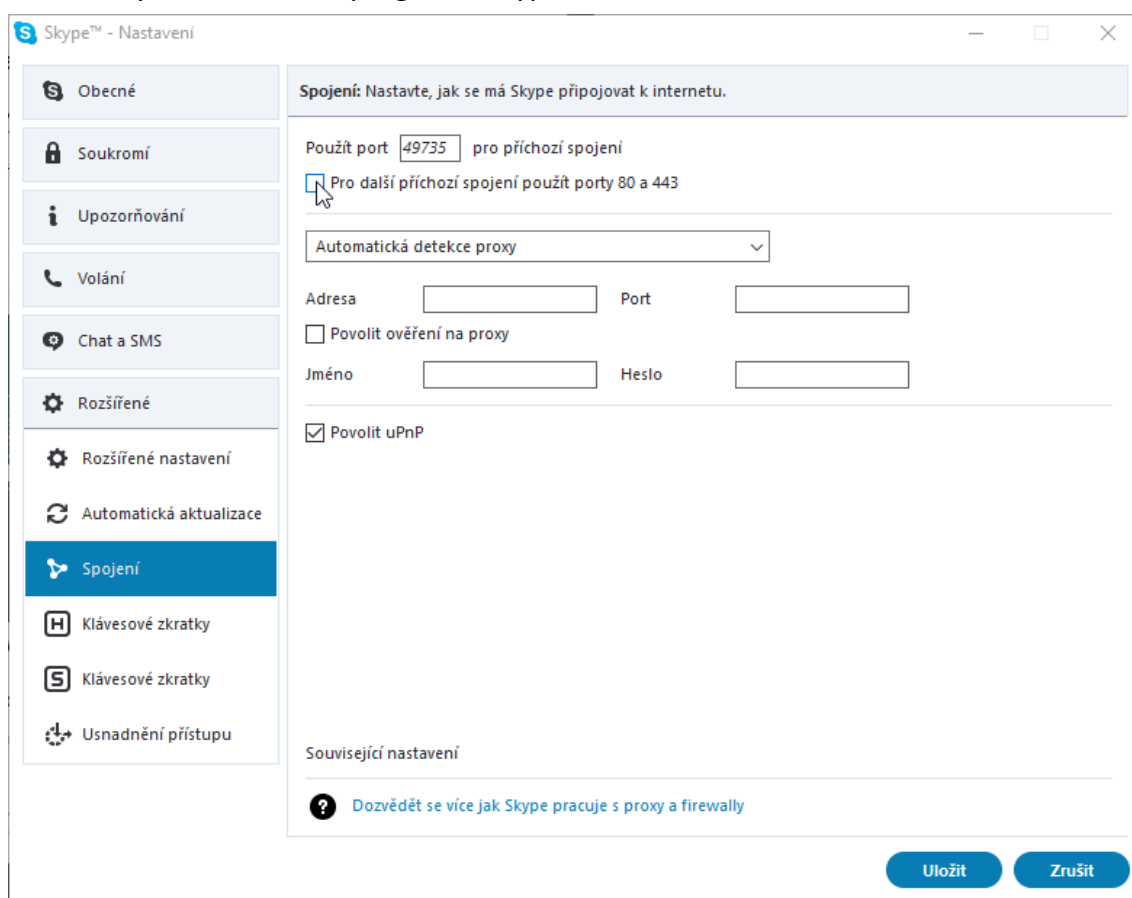 Skype™ - Nastavení
Obecné
Soukromí
Upozorňování
Volání
Chat a SMS
Rozšířené
Rozšířené nastavení
Automatická aktualizace
Spojení
Klávesové zkratky
Klávesové zkratky
Usnadnění přístupu
Spojení: Nastavte, jak se má Skype připojovat k internetu.
Použít port 49735 pro příchozí spojení
Pro další příchozí spojení použít porty 80 a 443
Automatická detekce proxy
Adresa Port
Povolit ověření na proxy
Jméno Heslo
Povolit uPnP
Související nastavení
Dozvědět se více jak Skype pracuje s proxy a firewally
Uložit Zrušit